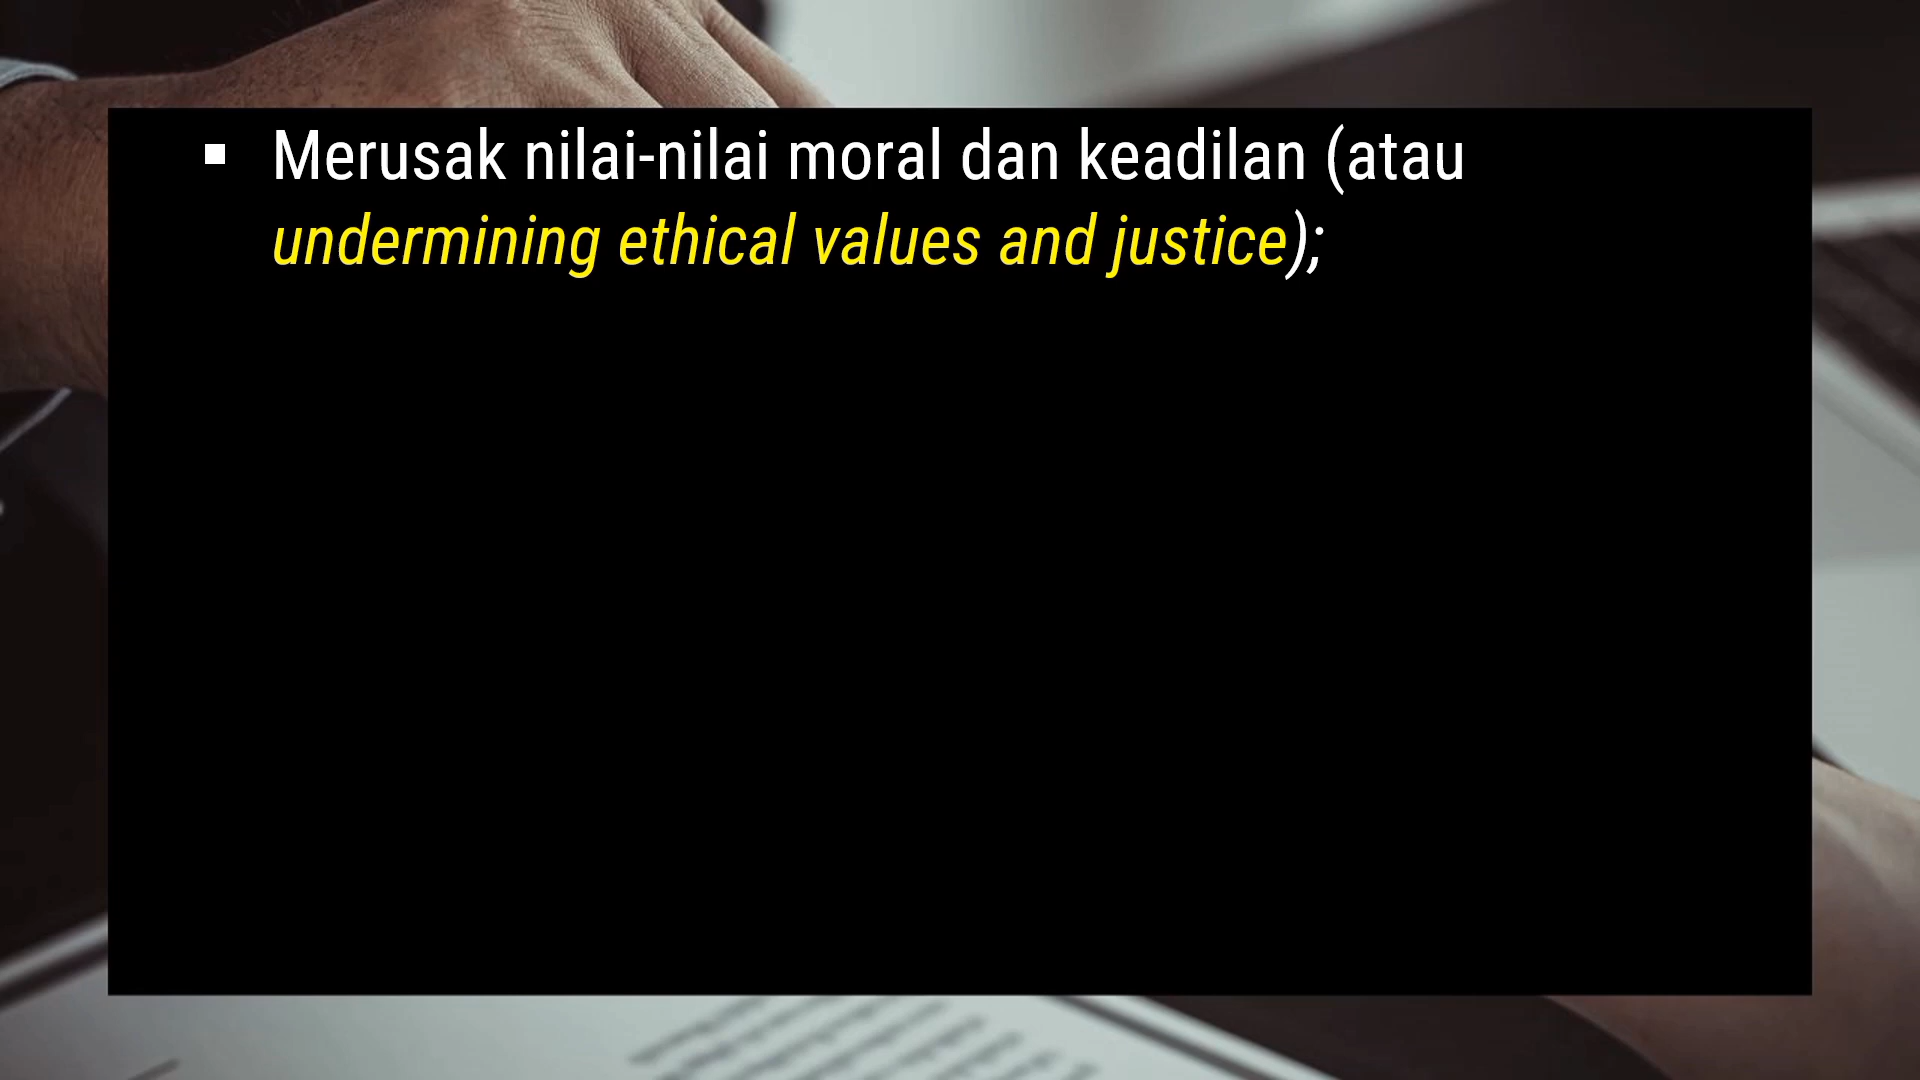 ▪ Merusak nilai-nilai moral dan keadilan (atau
undermining ethical values and justice);